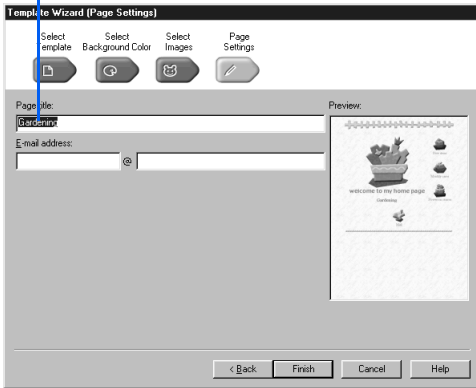 Template Wizard (Page Settings)
Select Template
Select Background Color
Select Images
Page Settings
Page title:
Preview:
Gardening
E-mail address:
@
welcome to my home page
Gardening
< Back
Finish
Cancel
Help